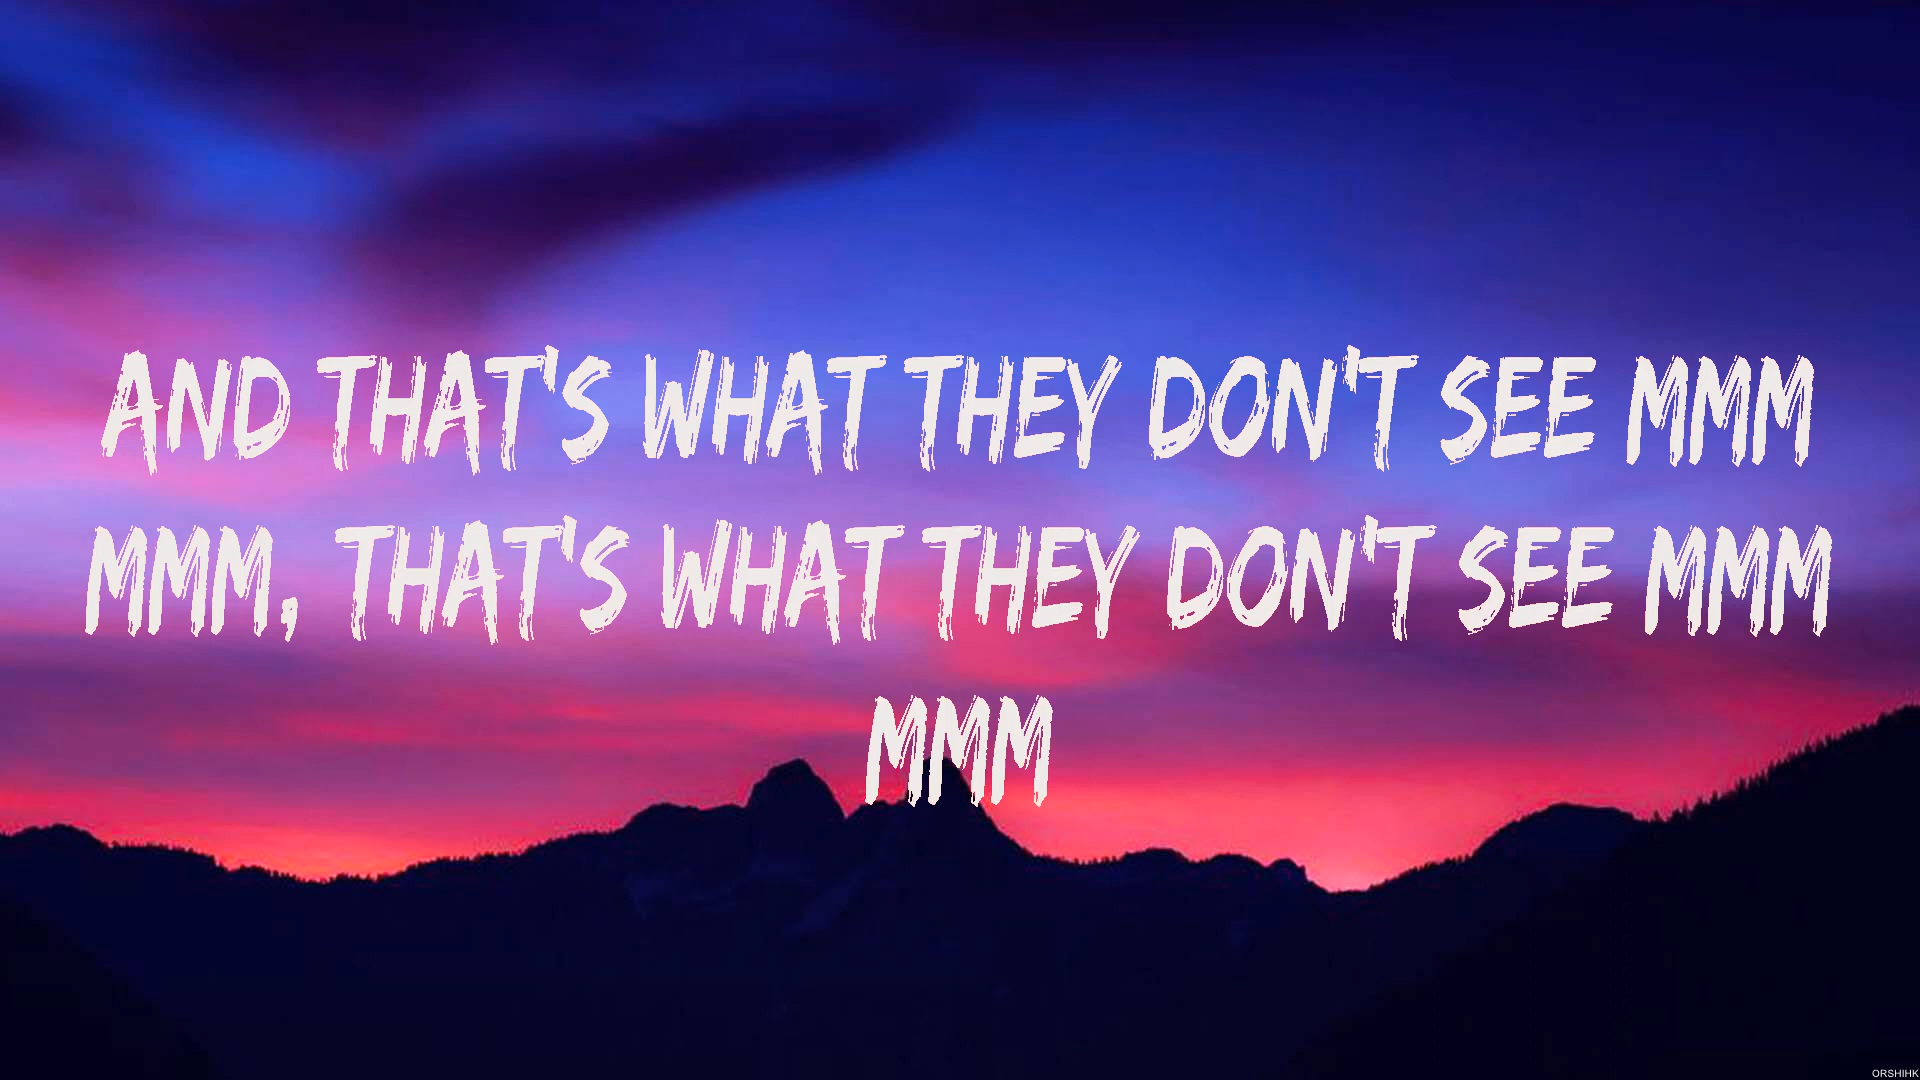 AND THAT'S WHAT THEY DON'T SEE MMM
MMM, THAT'S WHAT THEY DON'T SEE MMM
MMM
ORSHIHK